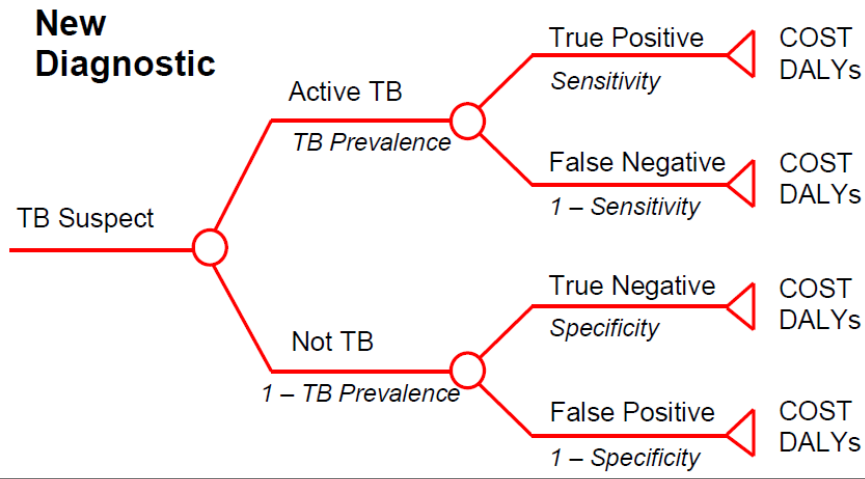 New
Diagnostic
True Positive
Sensitivity
COST
DALYs
Active TB
TB Prevalence
False Negative
1 – Sensitivity
COST
DALYs
TB Suspect
True Negative
Specificity
COST
DALYs
Not TB
1 – TB Prevalence
False Positive
1 – Specificity
COST
DALYs